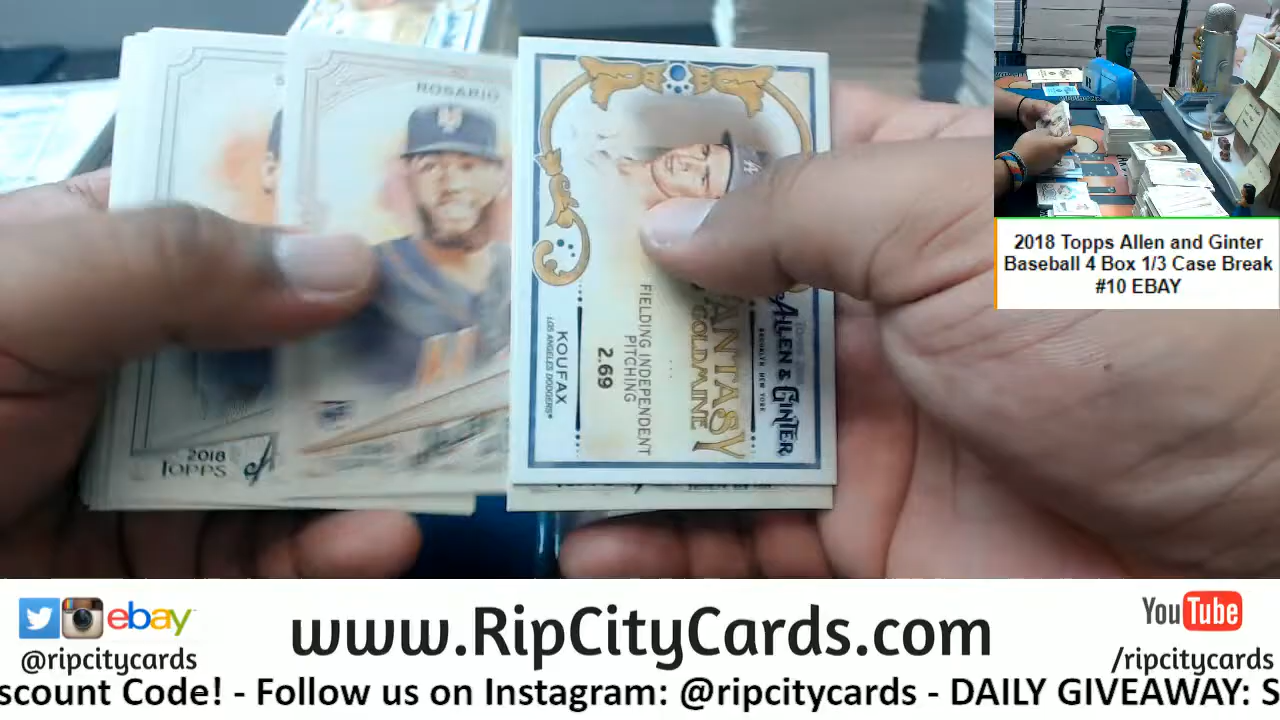 ROSARIO
2018
TOPPS
TOPPS
ALLEN & GINTER
BROOKLYN NEW YORK
FANTASY
GOLDMINE
FIELDING INDEPENDENT
PITCHING
2.69
KOUFAX
LOS ANGELES DODGERS®
2018 Topps Allen and Ginter
Baseball 4 Box 1/3 Case Break
#10 EBAY
ebay
@ripcitycards
www.RipCityCards.com
YouTube
/ripcitycards
scount Code! - Follow us on Instagram: @ripcitycards - DAILY GIVEAWAY: S